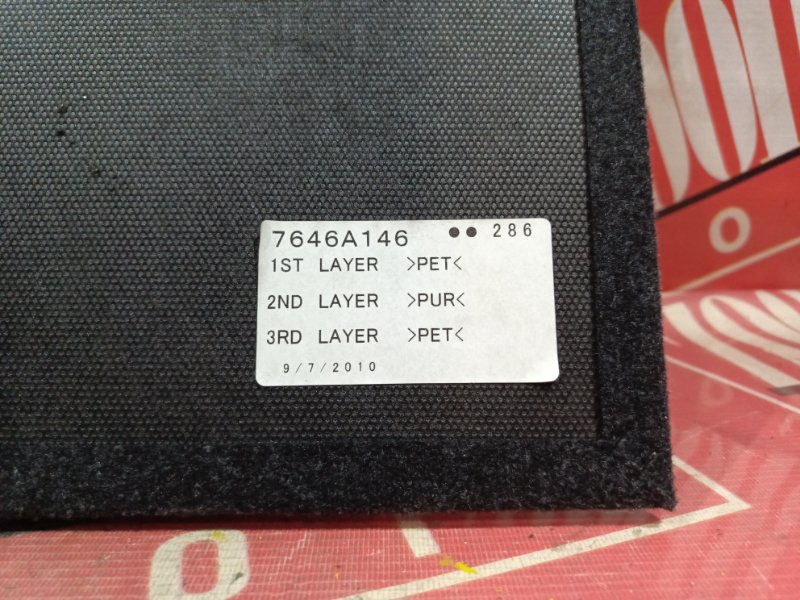 7646A146 ●● 286
1ST LAYER >PET<
2ND LAYER >PUR<
3RD LAYER >PET<
9/7/2010